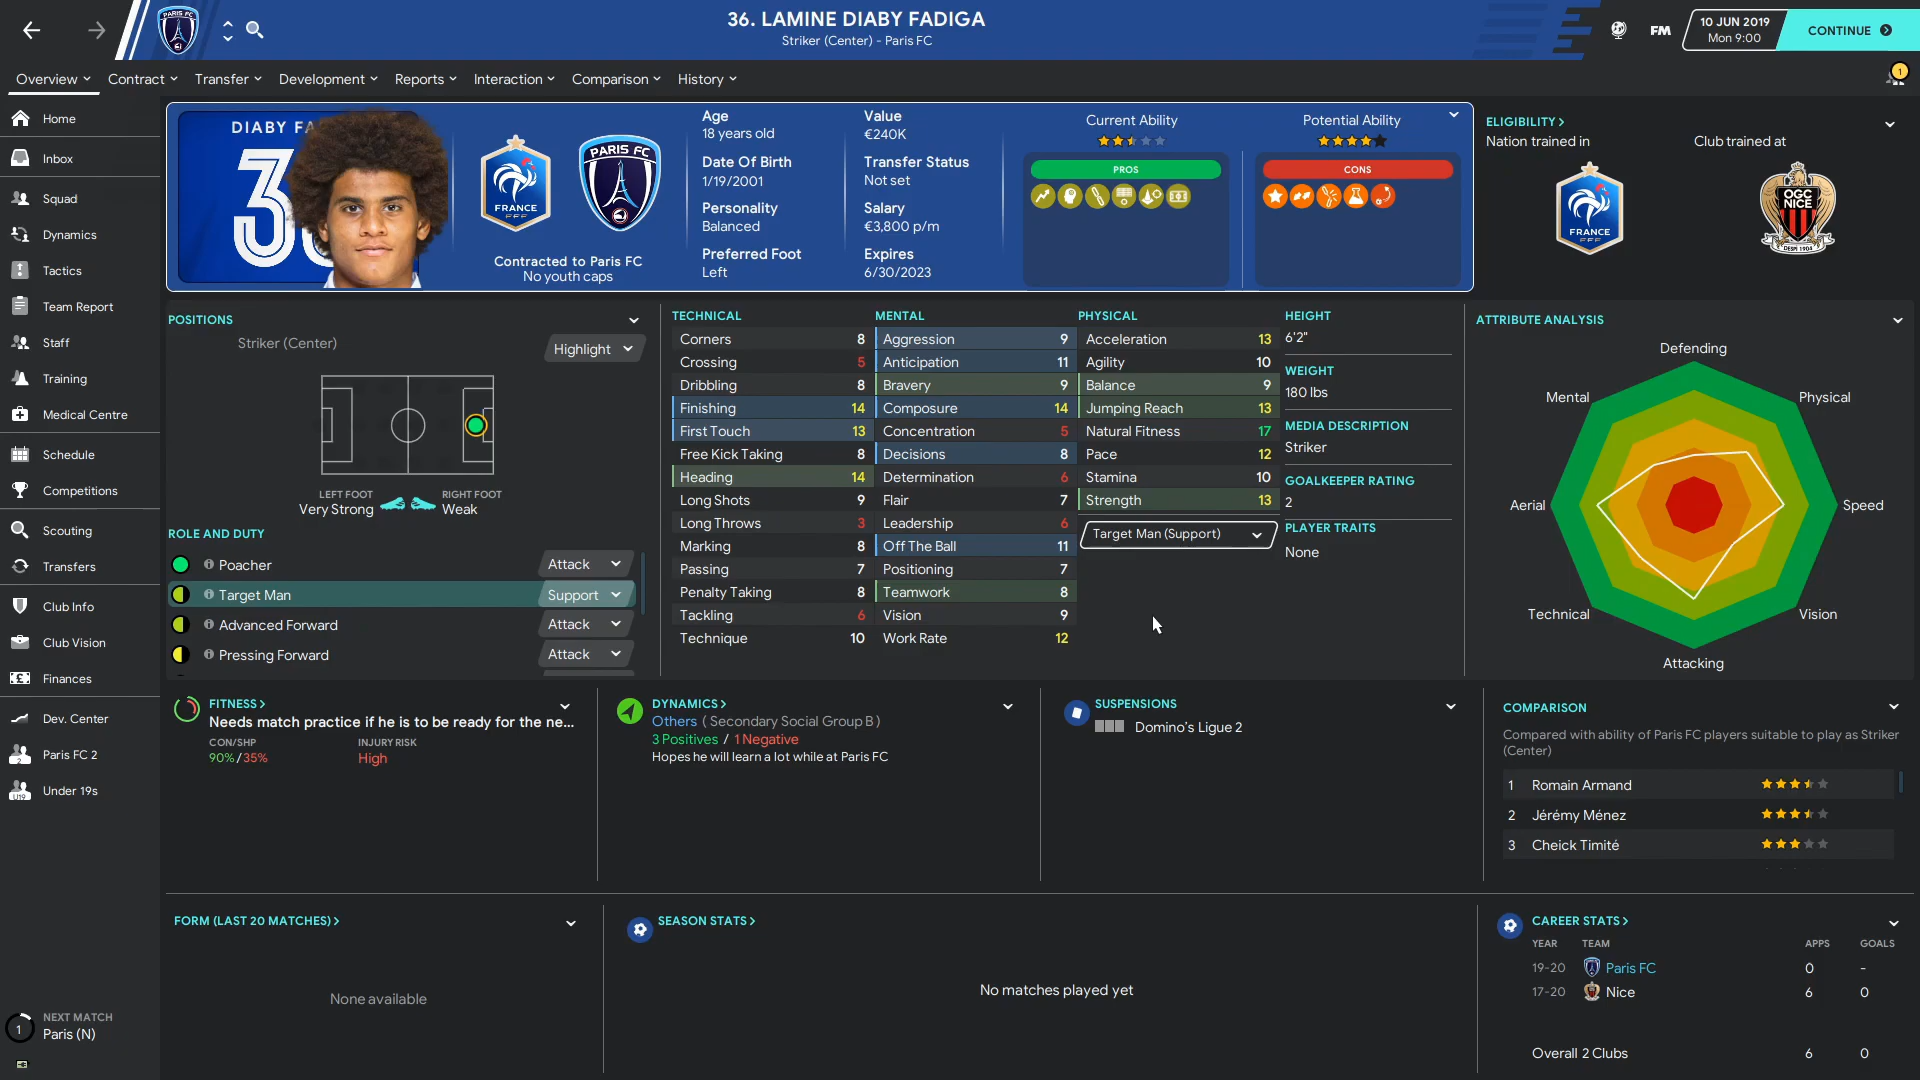 36. LAMINE DIABY FADIGA
Striker (Center) - Paris FC
FM
10 JUN 2019
Mon 9:00
CONTINUE
Overview
Contract
Transfer
Development
Reports
Interaction
Comparison
History
1
Home
Inbox
Squad
Dynamics
Tactics
Team Report
Staff
Training
Medical Centre
Schedule
Competitions
Scouting
Transfers
Club Info
Club Vision
Finances
Dev. Center
Paris FC 2
Under 19s
1
NEXT MATCH
Paris (N)
DIABY FA
FRANCE
FFF
PARIS FC
Contracted to Paris FC
No youth caps
Age
18 years old
Date Of Birth
1/19/2001
Personality
Balanced
Preferred Foot
Left
Value
€240K
Transfer Status
Not set
Salary
€3,800 p/m
Expires
6/30/2023
Current Ability
PROS
Potential Ability
CONS
ELIGIBILITY
Nation trained in
FRANCE
FFF
Club trained at
OGC
NICE
POSITIONS
Striker (Center)
Highlight
LEFT FOOT
Very Strong
RIGHT FOOT
Weak
ROLE AND DUTY
Poacher Attack
Target Man Support
Advanced Forward Attack
Pressing Forward Attack
TECHNICAL
Corners 8
Crossing 5
Dribbling 8
Finishing 14
First Touch 13
Free Kick Taking 8
Heading 14
Long Shots 9
Long Throws 3
Marking 8
Passing 7
Penalty Taking 8
Tackling 6
Technique 10
MENTAL
Aggression 9
Anticipation 11
Bravery 9
Composure 14
Concentration 5
Decisions 8
Determination 6
Flair 7
Leadership 6
Off The Ball 11
Positioning 7
Teamwork 8
Vision 9
Work Rate 12
PHYSICAL
Acceleration 13
Agility 10
Balance 9
Jumping Reach 13
Natural Fitness 17
Pace 12
Stamina 10
Strength 13
Target Man (Support)
HEIGHT
6'2"
WEIGHT
180 lbs
MEDIA DESCRIPTION
Striker
GOALKEEPER RATING
2
PLAYER TRAITS
None
ATTRIBUTE ANALYSIS
Defending
Mental
Physical
Aerial
Speed
Technical
Vision
Attacking
FITNESS
Needs match practice if he is to be ready for the ne...
CON/SHP
90%/35%
INJURY RISK
High
DYNAMICS
Others ( Secondary Social Group B )
3 Positives / 1 Negative
Hopes he will learn a lot while at Paris FC
SUSPENSIONS
Domino's Ligue 2
COMPARISON
Compared with ability of Paris FC players suitable to play as Striker
(Center)
1 Romain Armand
2 Jérémy Ménez
3 Cheick Timité
FORM (LAST 20 MATCHES)
None available
SEASON STATS
No matches played yet
CAREER STATS
YEAR TEAM APPS GOALS
19-20 Paris FC 0 -
17-20 Nice 6 0
Overall 2 Clubs 6 0